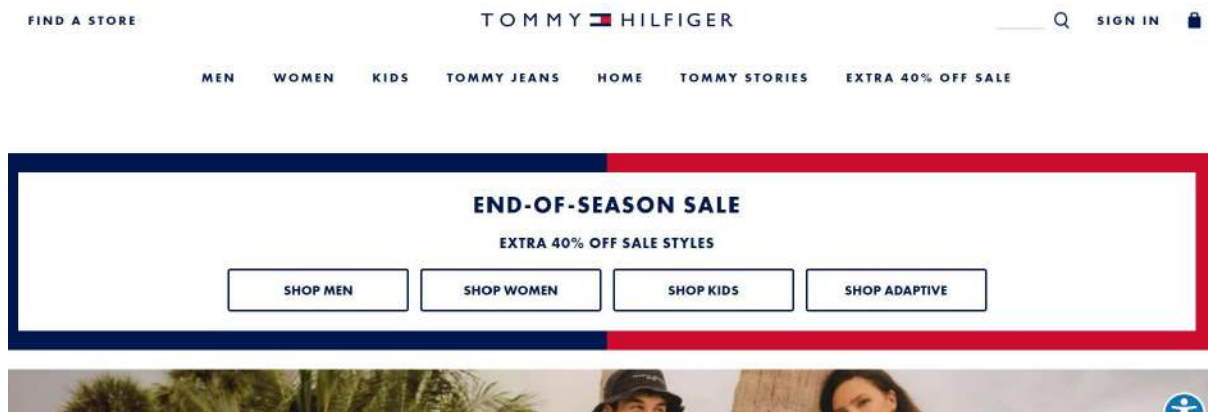 FIND A STORE
TOMMY HILFIGER
SIGN IN
MEN WOMEN KIDS TOMMY JEANS HOME TOMMY STORIES EXTRA 40% OFF SALE
END-OF-SEASON SALE
EXTRA 40% OFF SALE STYLES
SHOP MEN SHOP WOMEN SHOP KIDS SHOP ADAPTIVE